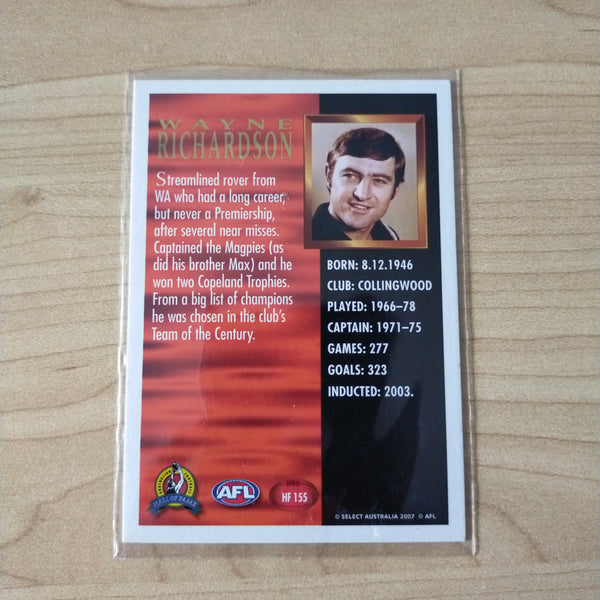 WAYNE
RICHARDSON
Streamlined rover from
WA who had a long career,
but never a Premiership,
after several near misses.
Captained the Magpies (as
did his brother Max) and he
won two Copeland Trophies.
From a big list of champions
he was chosen in the club's
Team of the Century.
BORN: 8.12.1946
CLUB: COLLINGWOOD
PLAYED: 1966–78
CAPTAIN: 1971–75
GAMES: 277
GOALS: 323
INDUCTED: 2003.
HALL OF FAME
AFL
HF 155
© SELECT AUSTRALIA 2007 © AFL